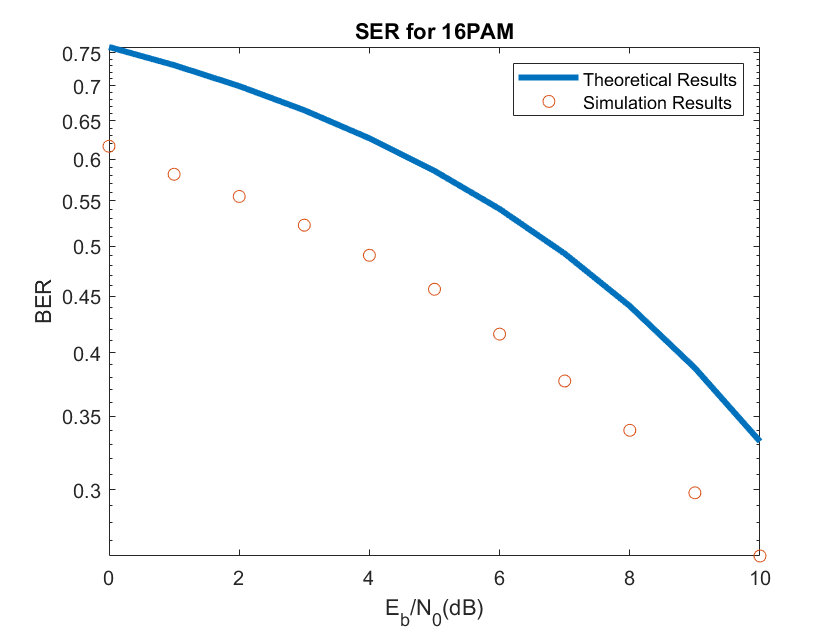 SER for 16PAM
Theoretical Results
Simulation Results
BER
0.75
0.7
0.65
0.6
0.55
0.5
0.45
0.4
0.35
0.3
0 2 4 6 8 10
E_b/N_0(dB)